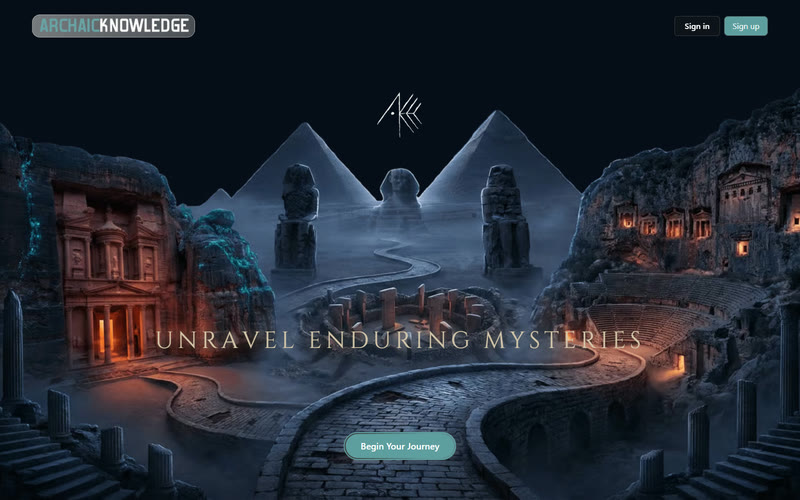 ARCHAICKNOWLEDGE
Sign in
Sign up
UNRAVEL ENDURING MYSTERIES
Begin Your Journey